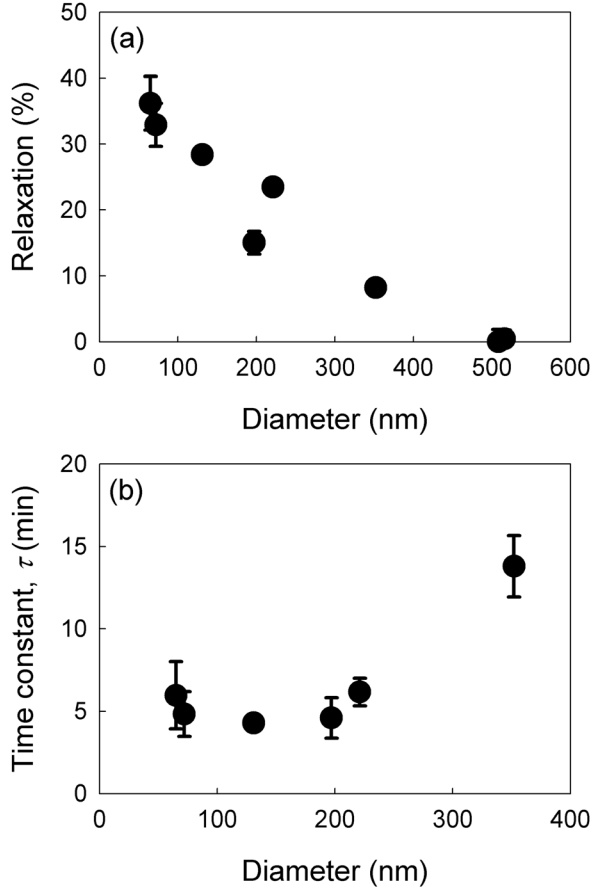 (a)
Relaxation (%)
50
40
30
20
10
0
0 100 200 300 400 500 600
Diameter (nm)
(b)
Time constant, τ (min)
20
15
10
5
0
0 100 200 300 400
Diameter (nm)